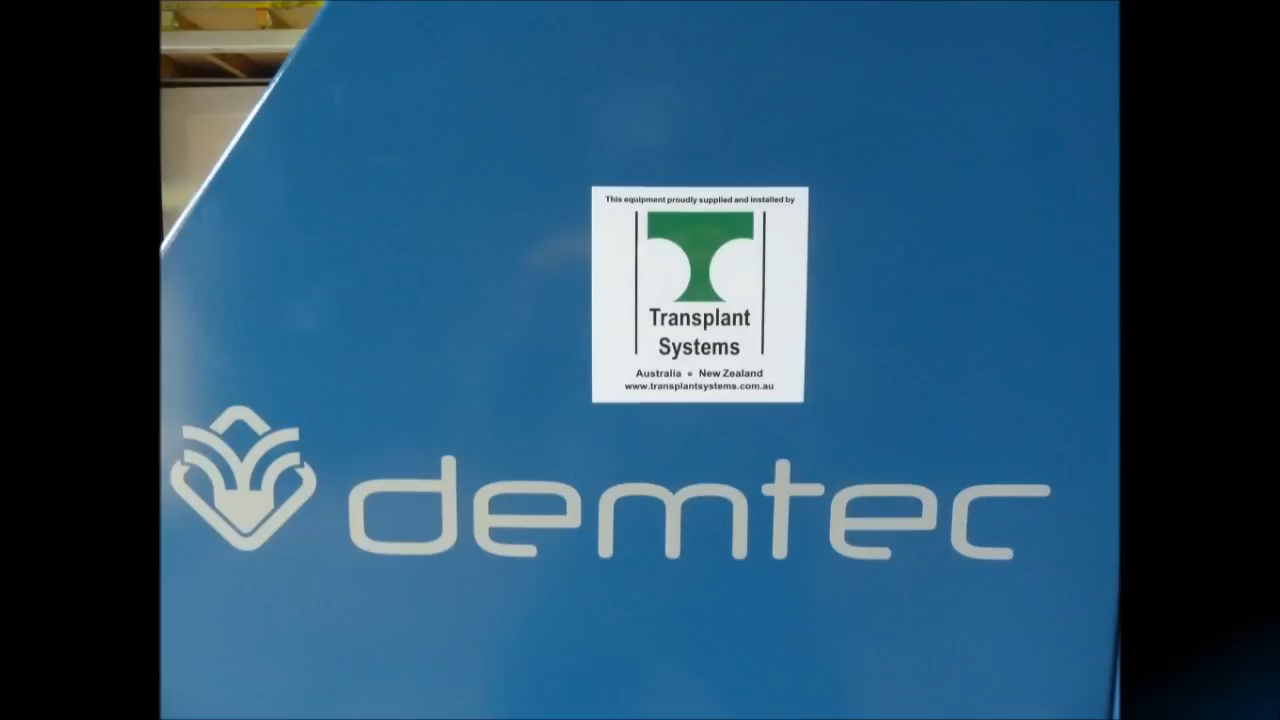 This equipment proudly supplied and installed by
Transplant
Systems
Australia • New Zealand
www.transplantsystems.com.au
demtec